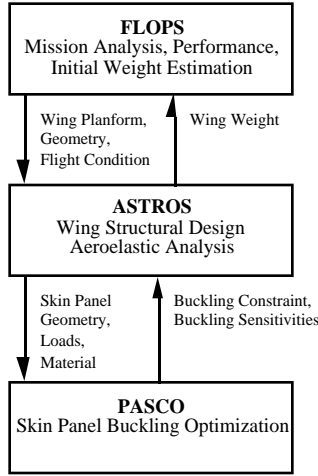 FLOPS
Mission Analysis, Performance,
Initial Weight Estimation
Wing Planform,
Geometry,
Flight Condition
Wing Weight
ASTROS
Wing Structural Design
Aeroelastic Analysis
Skin Panel
Geometry,
Loads,
Material
Buckling Constraint,
Buckling Sensitivities
PASCO
Skin Panel Buckling Optimization